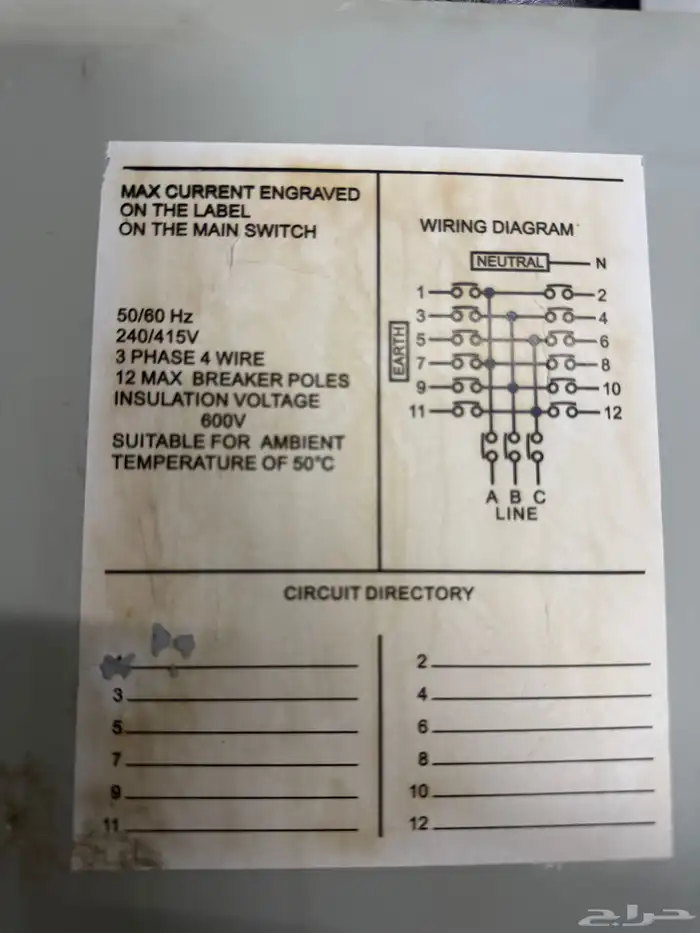 MAX CURRENT ENGRAVED
ON THE LABEL
ON THE MAIN SWITCH
50/60 Hz
240/415V
3 PHASE 4 WIRE
12 MAX BREAKER POLES
INSULATION VOLTAGE
600V
SUITABLE FOR AMBIENT
TEMPERATURE OF 50°C
WIRING DIAGRAM
NEUTRAL N
EARTH
1 2
3 4
5 6
7 8
9 10
11 12
A B C
LINE
CIRCUIT DIRECTORY
2
3 4
5 6
7 8
9 10
11 12
حراج